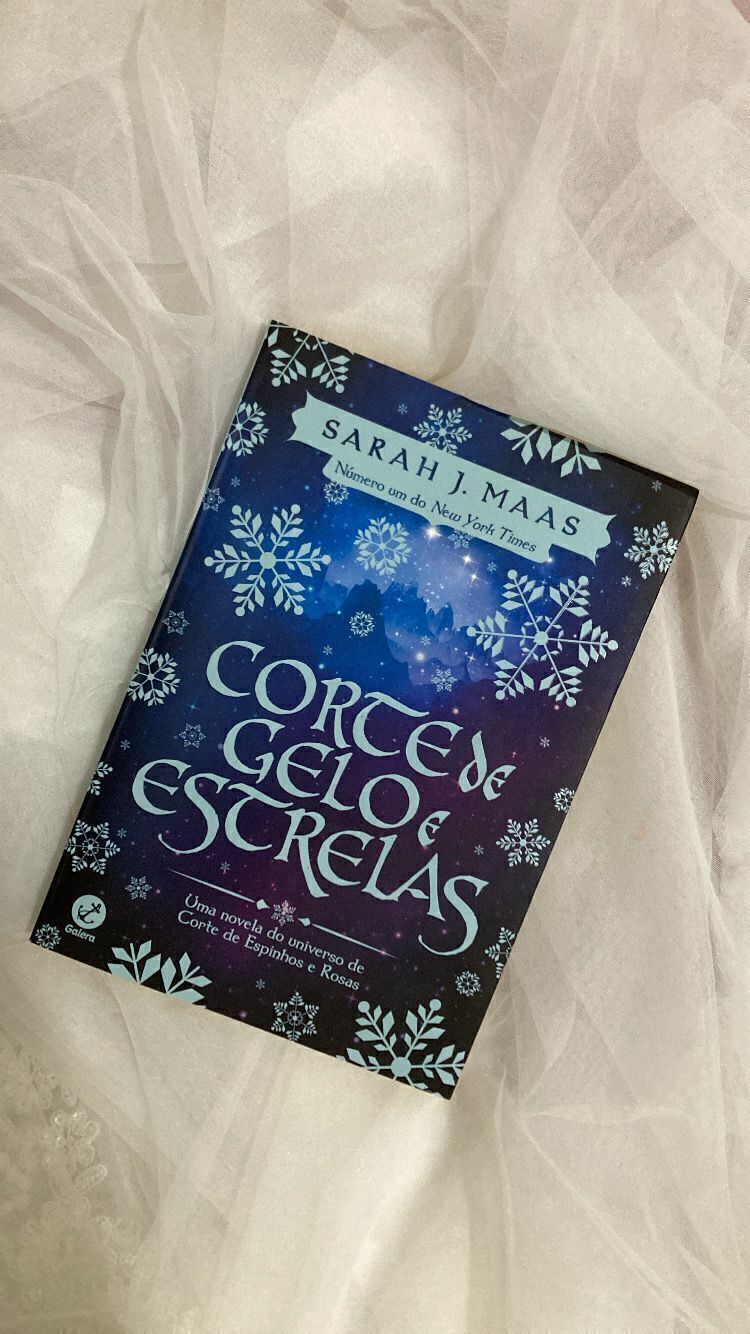 SARAH J. MAAS
Número um do New York Times
CORTE DE
GELO E
ESTRELAS
Uma novela do universo de
Corte de Espinhos e Rosas
Galera